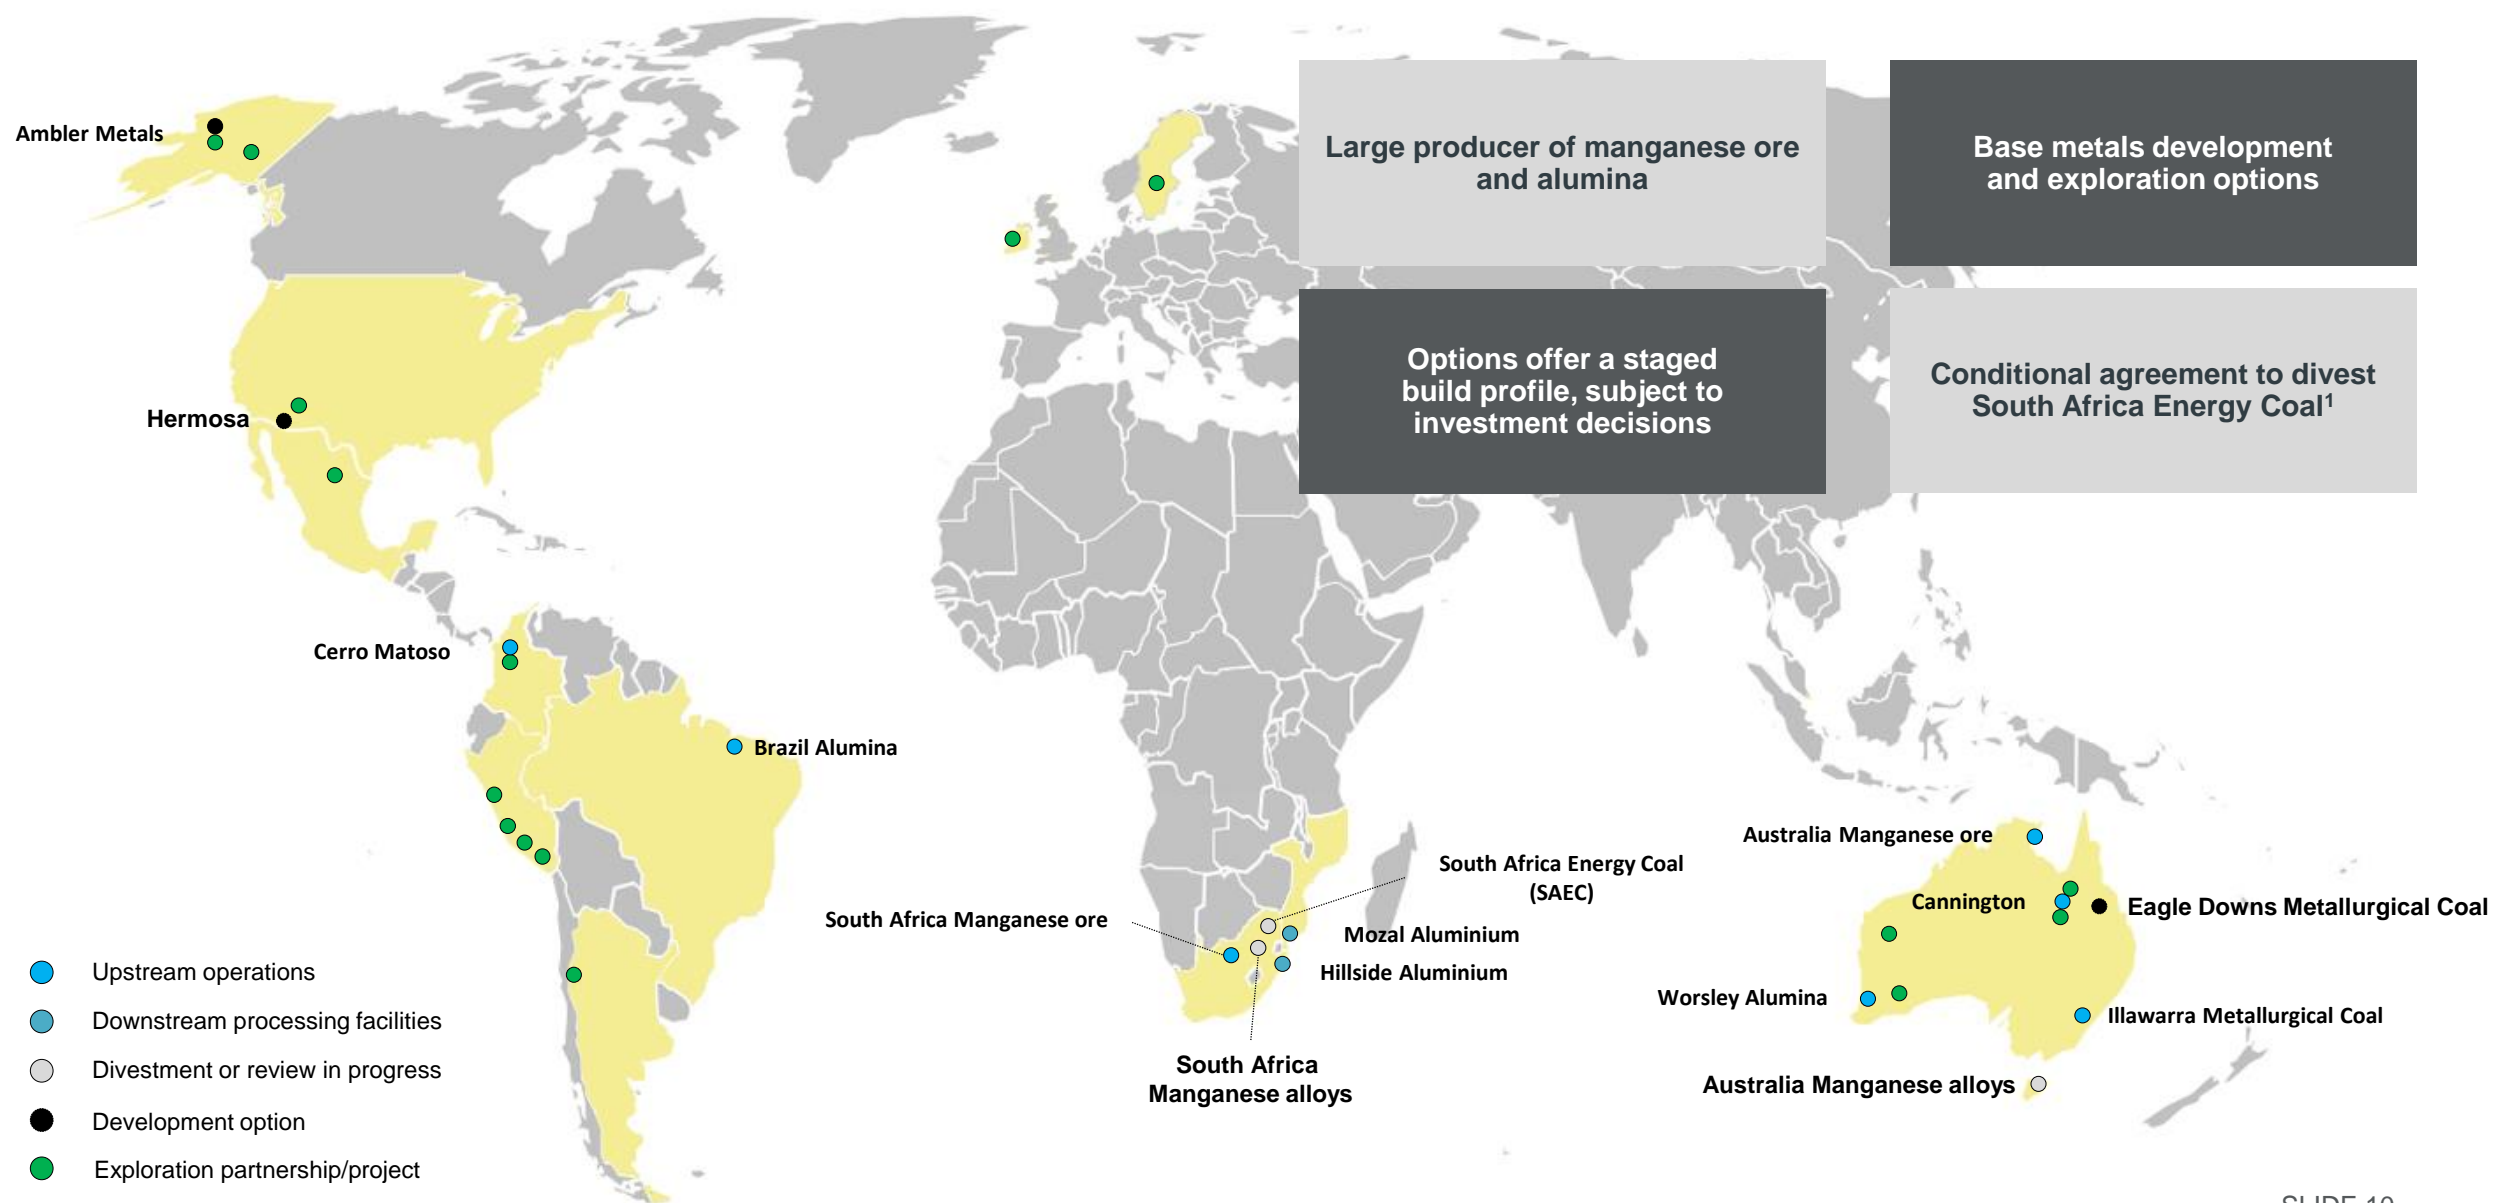 Large producer of manganese ore
and alumina
Base metals development
and exploration options
Options offer a staged
build profile, subject to
investment decisions
Conditional agreement to divest
South Africa Energy Coal¹
Ambler Metals
Hermosa
Cerro Matoso
Brazil Alumina
South Africa Manganese ore
South Africa Energy Coal
(SAEC)
Mozal Aluminium
Hillside Aluminium
South Africa
Manganese alloys
Australia Manganese ore
Cannington
Eagle Downs Metallurgical Coal
Worsley Alumina
Illawarra Metallurgical Coal
Australia Manganese alloys
Upstream operations
Downstream processing facilities
Divestment or review in progress
Development option
Exploration partnership/project
SLIDE 10